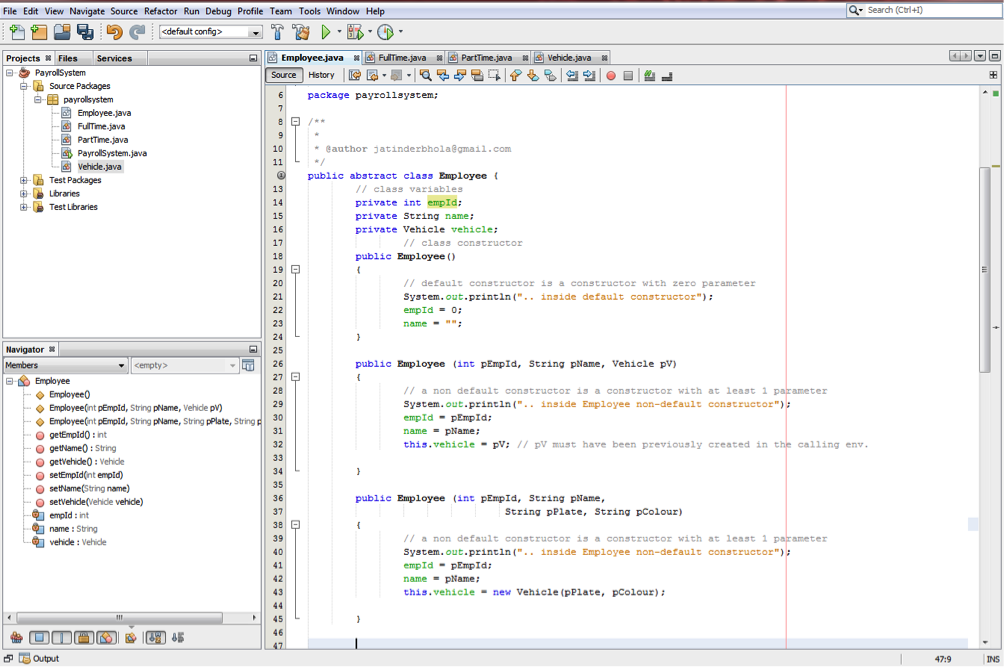 File Edit View Navigate Source Refactor Run Debug Profile Team Tools Window Help
Search (Ctrl+I)
<default config>
Projects Files Services
PayrollSystem
Source Packages
payrollsystem
Employee.java
FullTime.java
PartTime.java
PayrollSystem.java
Vehicle.java
Test Packages
Libraries
Test Libraries
Navigator
Members <empty>
Employee
Employee()
Employee(int pEmpId, String pName, Vehicle pV)
Employee(int pEmpId, String pName, String pPlate, String p
getEmpId() : int
getName() : String
getVehicle() : Vehicle
setEmpId(int empId)
setName(String name)
setVehicle(Vehicle vehicle)
empId : int
name : String
vehicle : Vehicle
Employee.java FullTime.java PartTime.java Vehicle.java
Source History
6 package payrollsystem;
7
8 /**
9 *
10 * @author jatinderbhola@gmail.com
11 */
public abstract class Employee {
13 // class variables
14 private int empId;
15 private String name;
16 private Vehicle vehicle;
17 // class constructor
18 public Employee()
19 {
20 // default constructor is a constructor with zero parameter
21 System.out.println(".. inside default constructor");
22 empId = 0;
23 name = "";
24 }
25
26 public Employee (int pEmpId, String pName, Vehicle pV)
27 {
28 // a non default constructor is a constructor with at least 1 parameter
29 System.out.println(".. inside Employee non-default constructor");
30 empId = pEmpId;
31 name = pName;
32 this.vehicle = pV; // pV must have been previously created in the calling env.
33
34 }
35
36 public Employee (int pEmpId, String pName,
37 String pPlate, String pColour)
38 {
39 // a non default constructor is a constructor with at least 1 parameter
40 System.out.println(".. inside Employee non-default constructor");
41 empId = pEmpId;
42 name = pName;
43 this.vehicle = new Vehicle(pPlate, pColour);
44
45 }
46
47
Output
47:9 INS